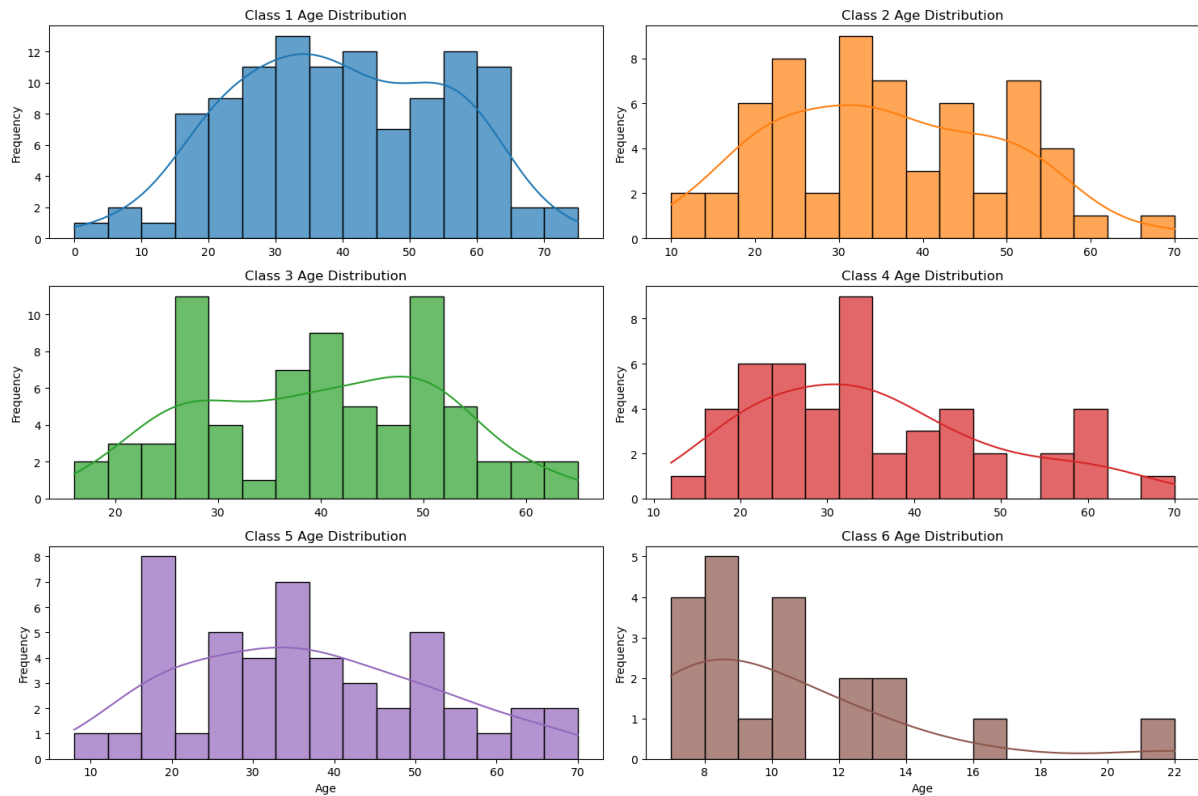 Class 1 Age Distribution
Frequency
12
10
8
6
4
2
0
0 10 20 30 40 50 60 70
Class 2 Age Distribution
Frequency
8
6
4
2
0
10 20 30 40 50 60 70
Class 3 Age Distribution
Frequency
10
8
6
4
2
0
20 30 40 50 60
Class 4 Age Distribution
Frequency
8
6
4
2
0
10 20 30 40 50 60 70
Class 5 Age Distribution
Frequency
8
7
6
5
4
3
2
1
0
10 20 30 40 50 60 70
Age
Class 6 Age Distribution
Frequency
5
4
3
2
1
0
8 10 12 14 16 18 20 22
Age